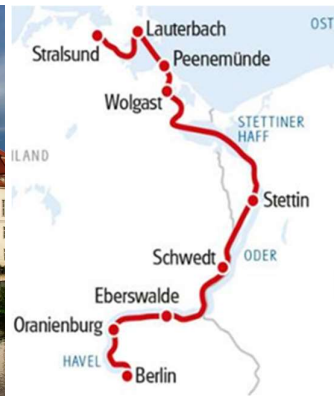 OST
Lauterbach
Stralsund
Peenemünde
Wolgast
STETTINER
HAFF
ILAND
Stettin
Schwedt
ODER
Eberswalde
Oranienburg
HAVEL
Berlin